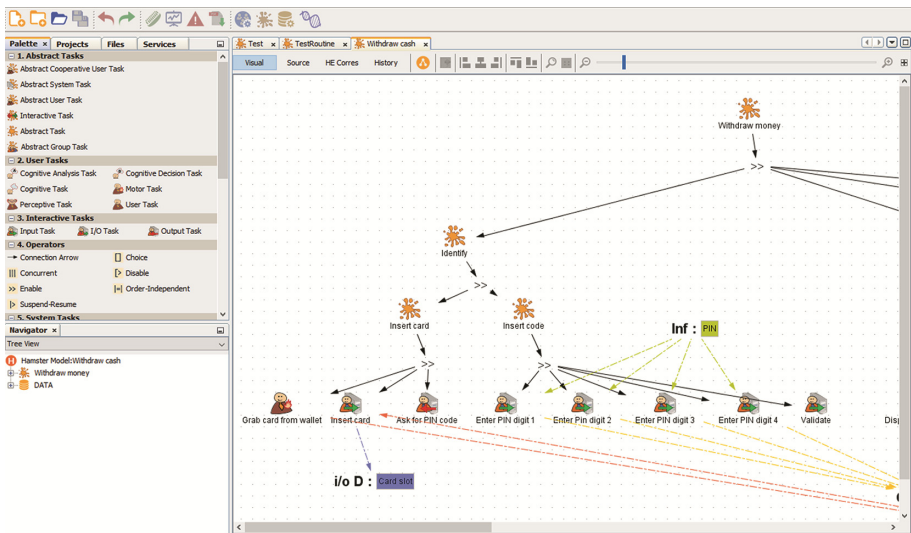 Palette × Projects Files Services
Test × TestRoutine × Withdraw cash ×
Visual Source HE Corres History
1. Abstract Tasks
Abstract Cooperative User Task
Abstract System Task
Abstract User Task
Interactive Task
Abstract Task
Abstract Group Task
2. User Tasks
Cognitive Analysis Task Cognitive Decision Task
Cognitive Task Motor Task
Perceptive Task User Task
3. Interactive Tasks
Input Task I/O Task Output Task
4. Operators
Connection Arrow [] Choice
||| Concurrent [> Disable
>> Enable |=| Order-Independent
|> Suspend-Resume
5. System Tasks
Navigator ×
Tree View
Hamster Model:Withdraw cash
Withdraw money
DATA
Withdraw money
>>
Identify
>>
Insert card Insert code
Inf : PIN
>> >>
Grab card from wallet Insert card Ask for PIN code Enter PIN digit 1 Enter Pin digit 2 Enter PIN digit 3 Enter PIN digit 4 Validate
i/o D : Card slot